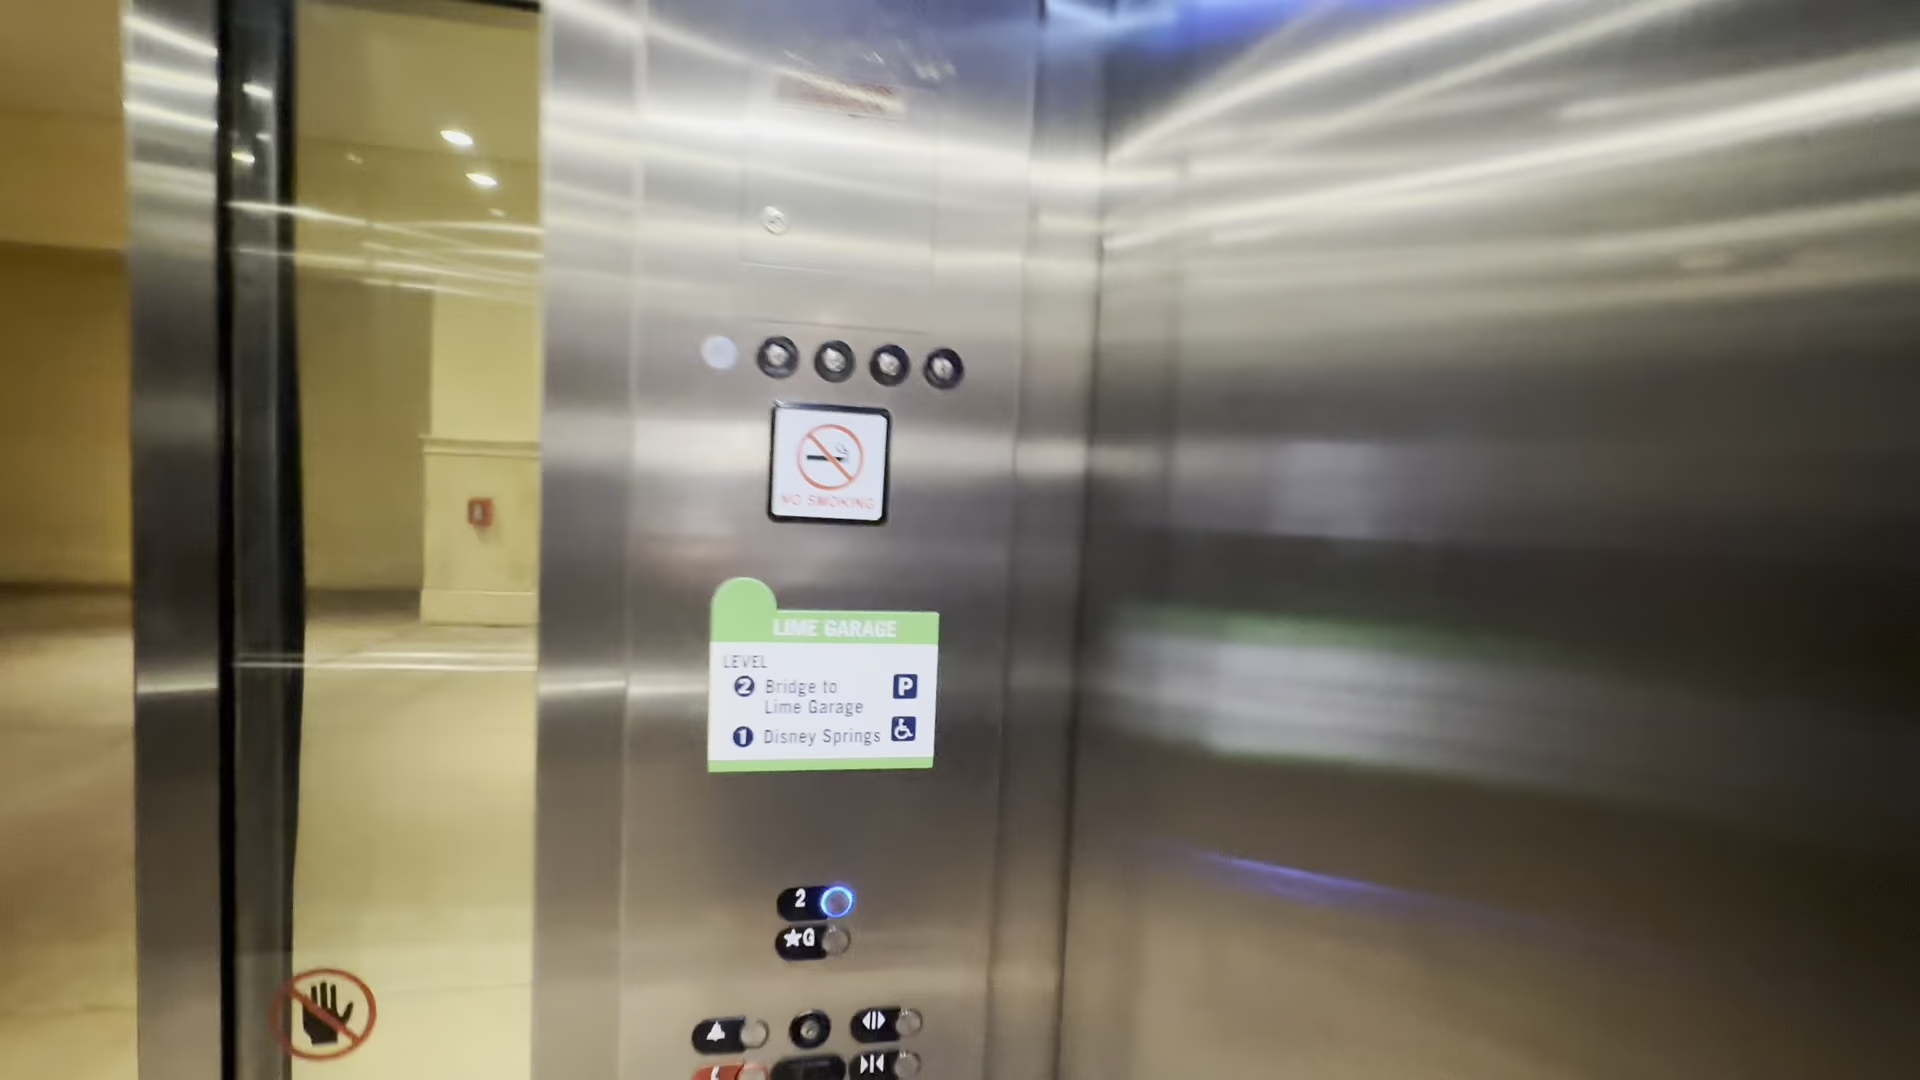 NO SMOKING
LIME GARAGE
LEVEL
2 Bridge to
Lime Garage
P
1 Disney Springs
2
★G